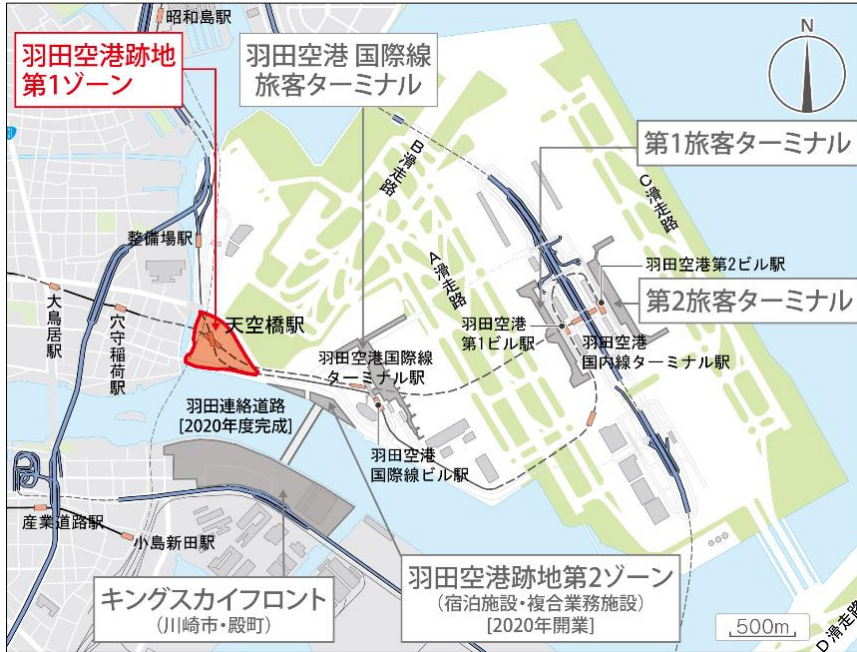 昭和島駅
羽田空港跡地
第1ゾーン
羽田空港 国際線
旅客ターミナル
N
第1旅客ターミナル
B滑走路
C滑走路
A滑走路
整備場駅
羽田空港第2ビル駅
第2旅客ターミナル
大鳥居駅
穴守稲荷駅
天空橋駅
羽田空港
第1ビル駅
羽田空港
国内線ターミナル駅
羽田空港国際線
ターミナル駅
羽田連絡道路
[2020年度完成]
羽田空港
国際線ビル駅
産業道路駅
小島新田駅
キングスカイフロント
(川崎市・殿町)
羽田空港跡地第2ゾーン
(宿泊施設・複合業務施設)
[2020年開業]
500m
D滑走路